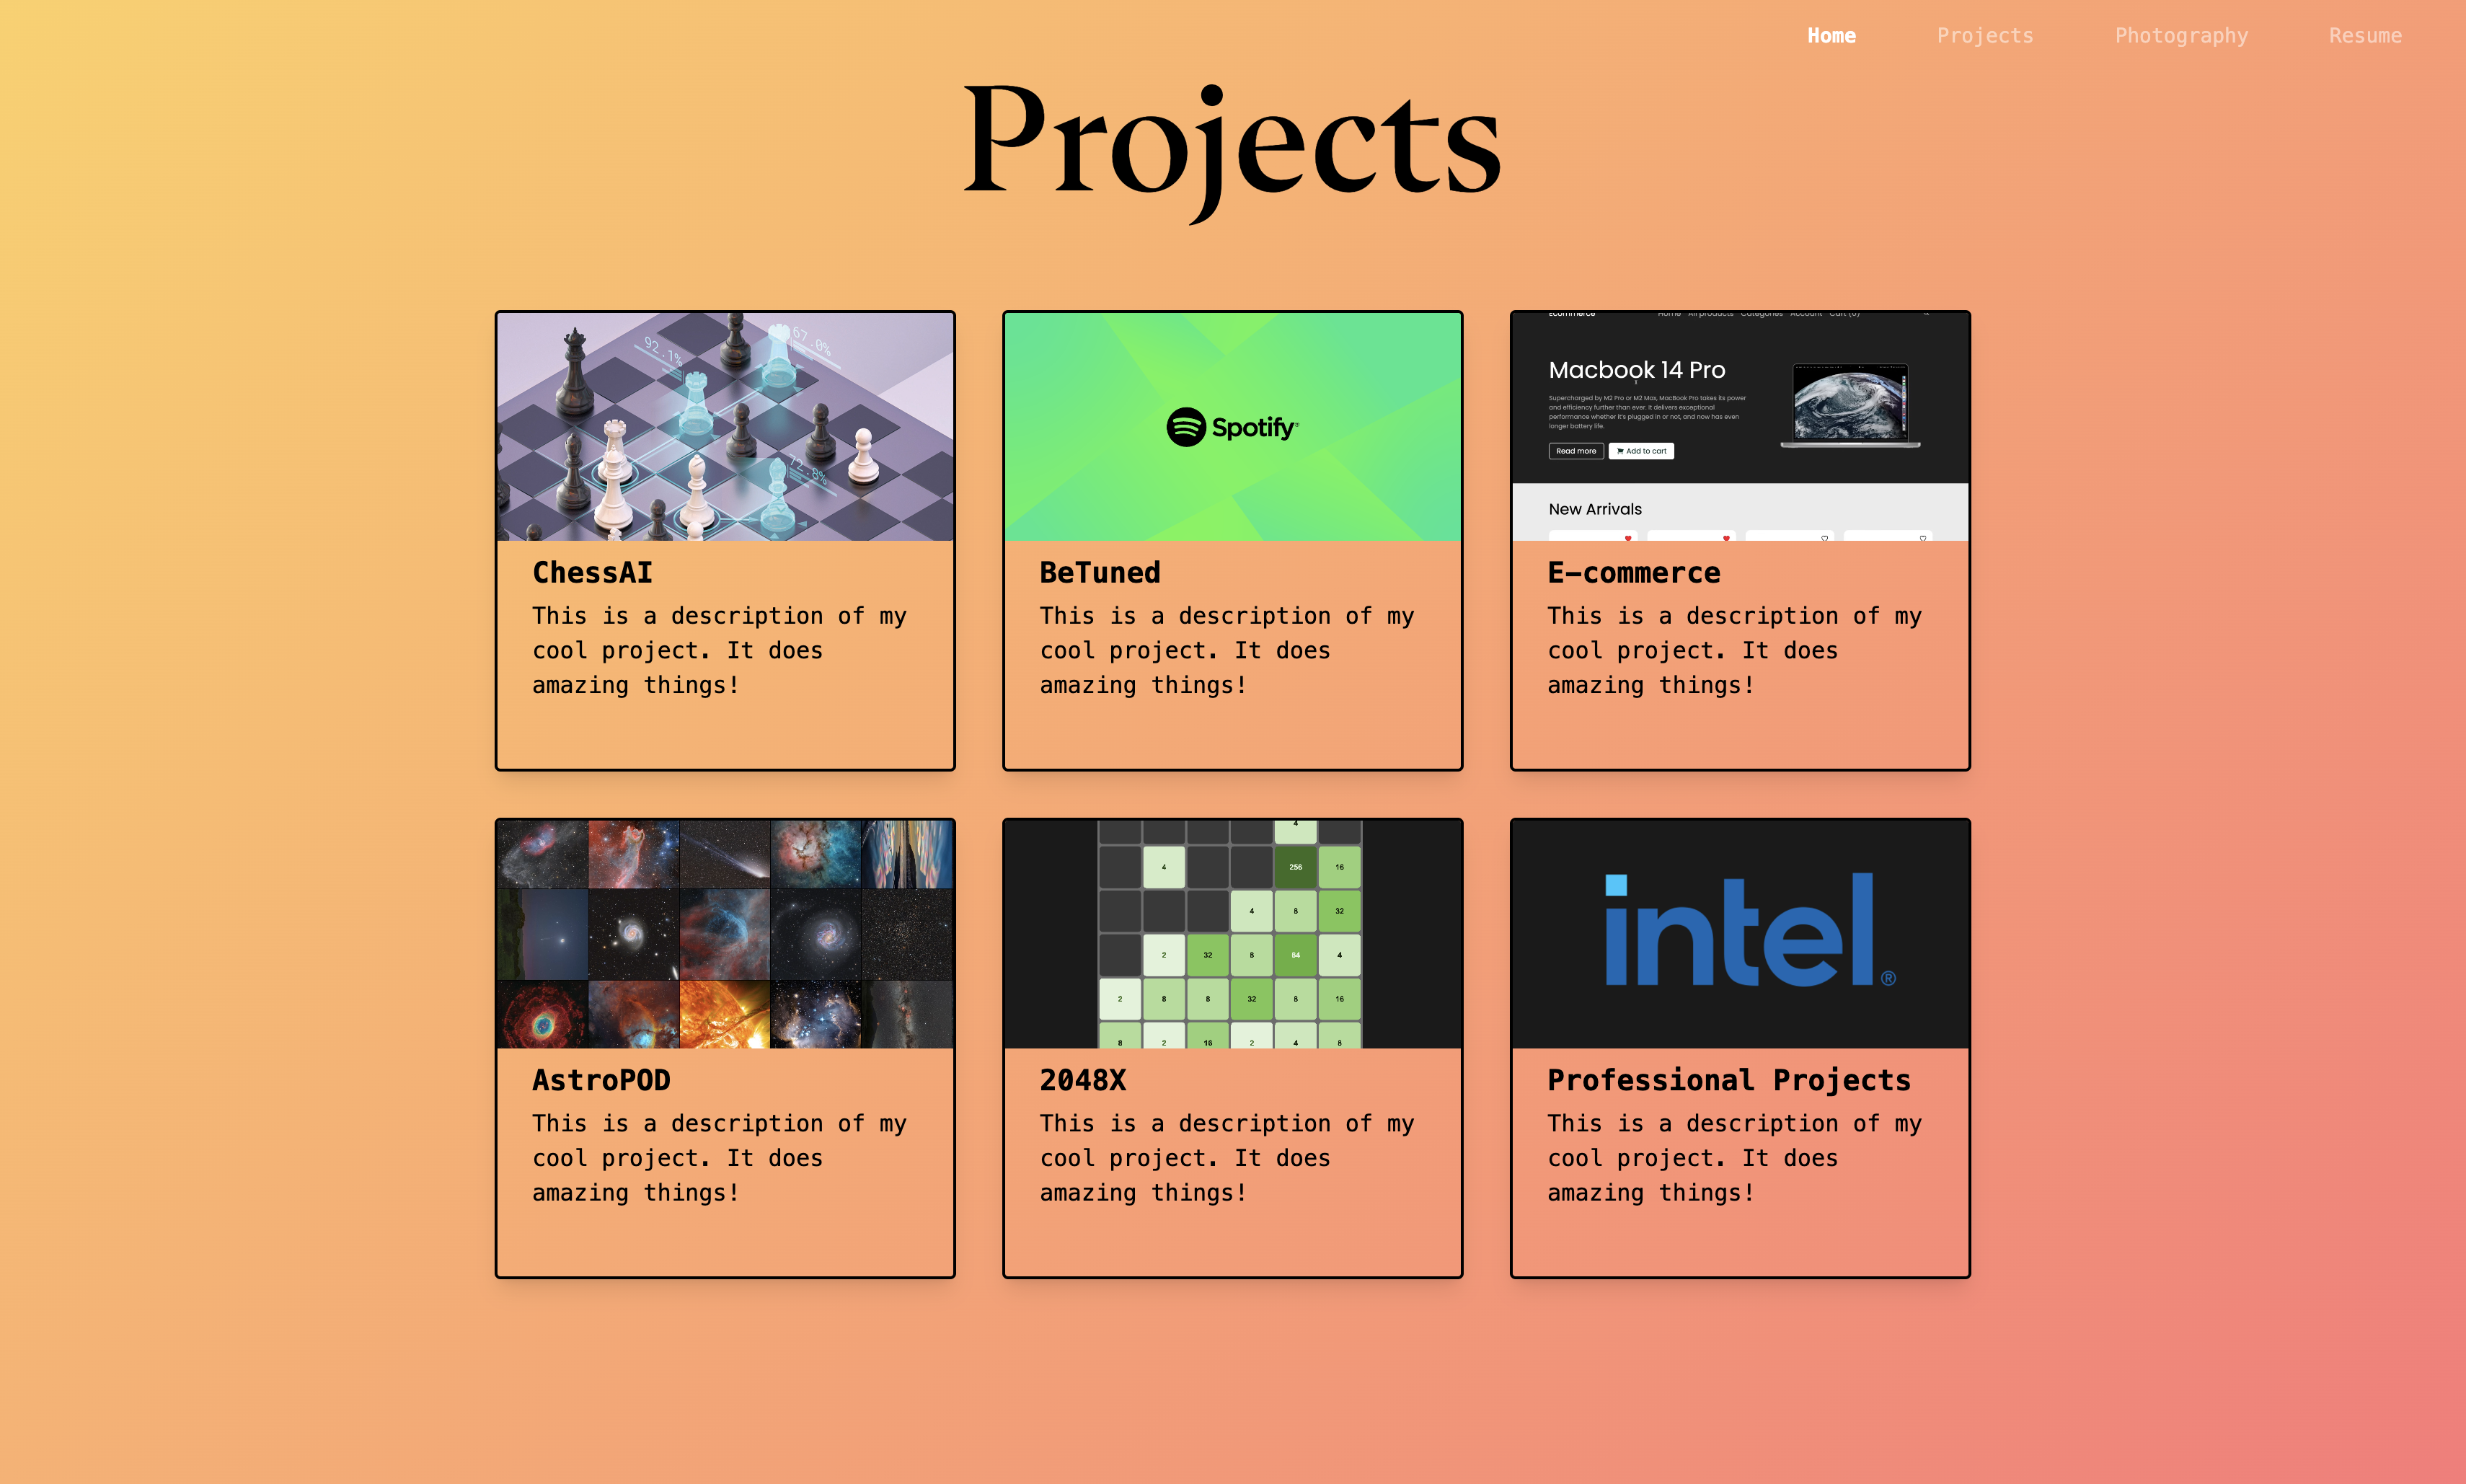 Home Projects Photography Resume
Projects
92.1%
67.0%
72.8%
Spotify®
Ecommerce Home All products Categories Account Cart (0)
Macbook 14 Pro
Supercharged by M2 Pro or M2 Max, MacBook Pro takes its power
and efficiency further than ever. It delivers exceptional
performance whether it's plugged in or not, and now has even
longer battery life.
Read more Add to cart
New Arrivals
ChessAI
This is a description of my
cool project. It does
amazing things!
BeTuned
This is a description of my
cool project. It does
amazing things!
E-commerce
This is a description of my
cool project. It does
amazing things!
4
4 256 16
4 8 32
2 32 8 64 4
2 8 8 32 8 16
8 2 16 2 4 8
intel®
AstroPOD
This is a description of my
cool project. It does
amazing things!
2048X
This is a description of my
cool project. It does
amazing things!
Professional Projects
This is a description of my
cool project. It does
amazing things!